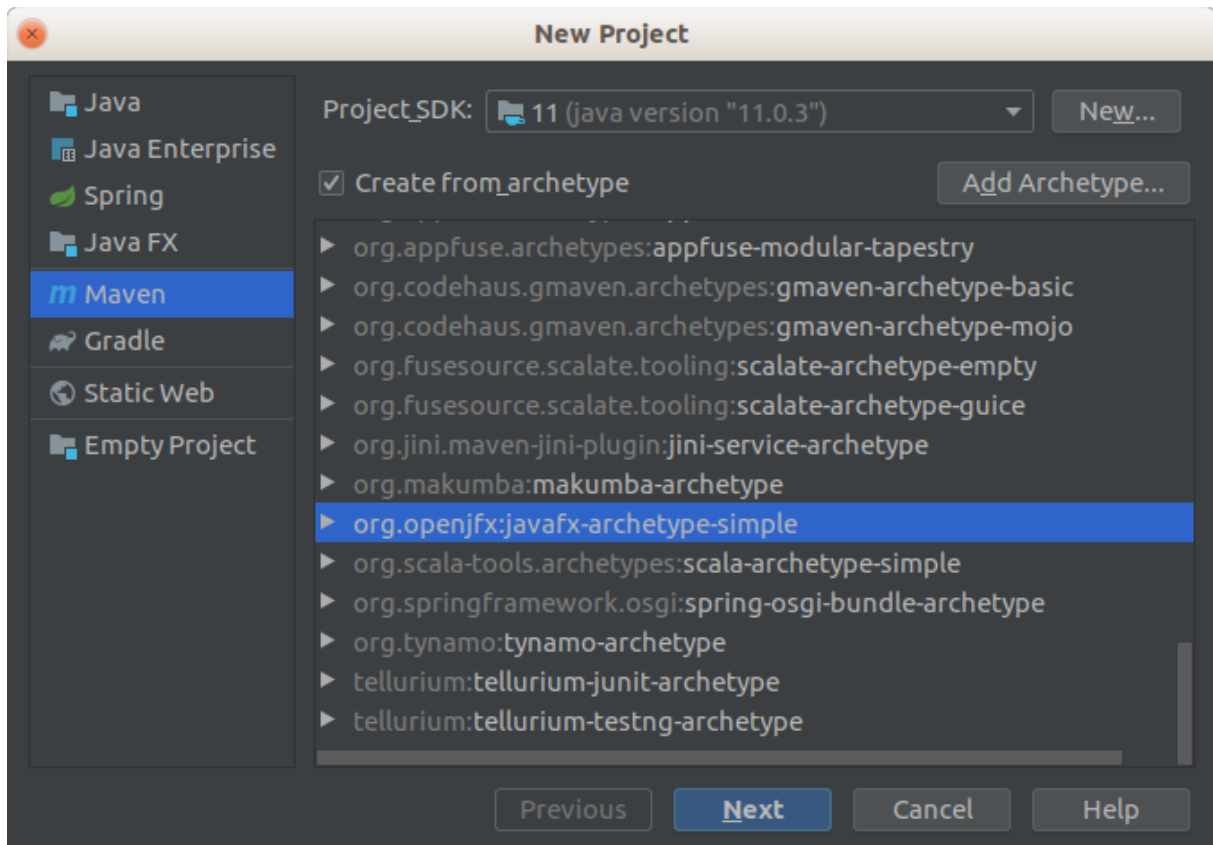 New Project
Java
Java Enterprise
Spring
Java FX
Maven
Gradle
Static Web
Empty Project
Project SDK: 11 (java version "11.0.3") New...
Create from archetype Add Archetype...
org.appfuse.archetypes:appfuse-modular-tapestry
org.codehaus.gmaven.archetypes:gmaven-archetype-basic
org.codehaus.gmaven.archetypes:gmaven-archetype-mojo
org.fusesource.scalate.tooling:scalate-archetype-empty
org.fusesource.scalate.tooling:scalate-archetype-guice
org.jini.maven-jini-plugin:jini-service-archetype
org.makumba:makumba-archetype
org.openjfx:javafx-archetype-simple
org.scala-tools.archetypes:scala-archetype-simple
org.springframework.osgi:spring-osgi-bundle-archetype
org.tynamo:tynamo-archetype
tellurium:tellurium-junit-archetype
tellurium:tellurium-testng-archetype
Previous Next Cancel Help